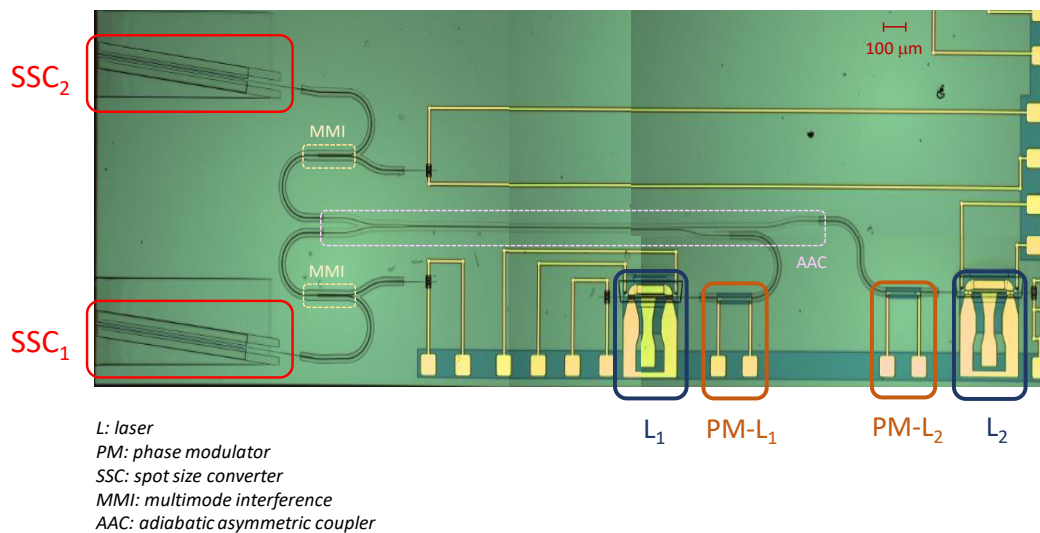 100 μm
SSC2
MMI
AAC
MMI
SSC1
L1
PM-L1
PM-L2
L2
L: laser
PM: phase modulator
SSC: spot size converter
MMI: multimode interference
AAC: adiabatic asymmetric coupler